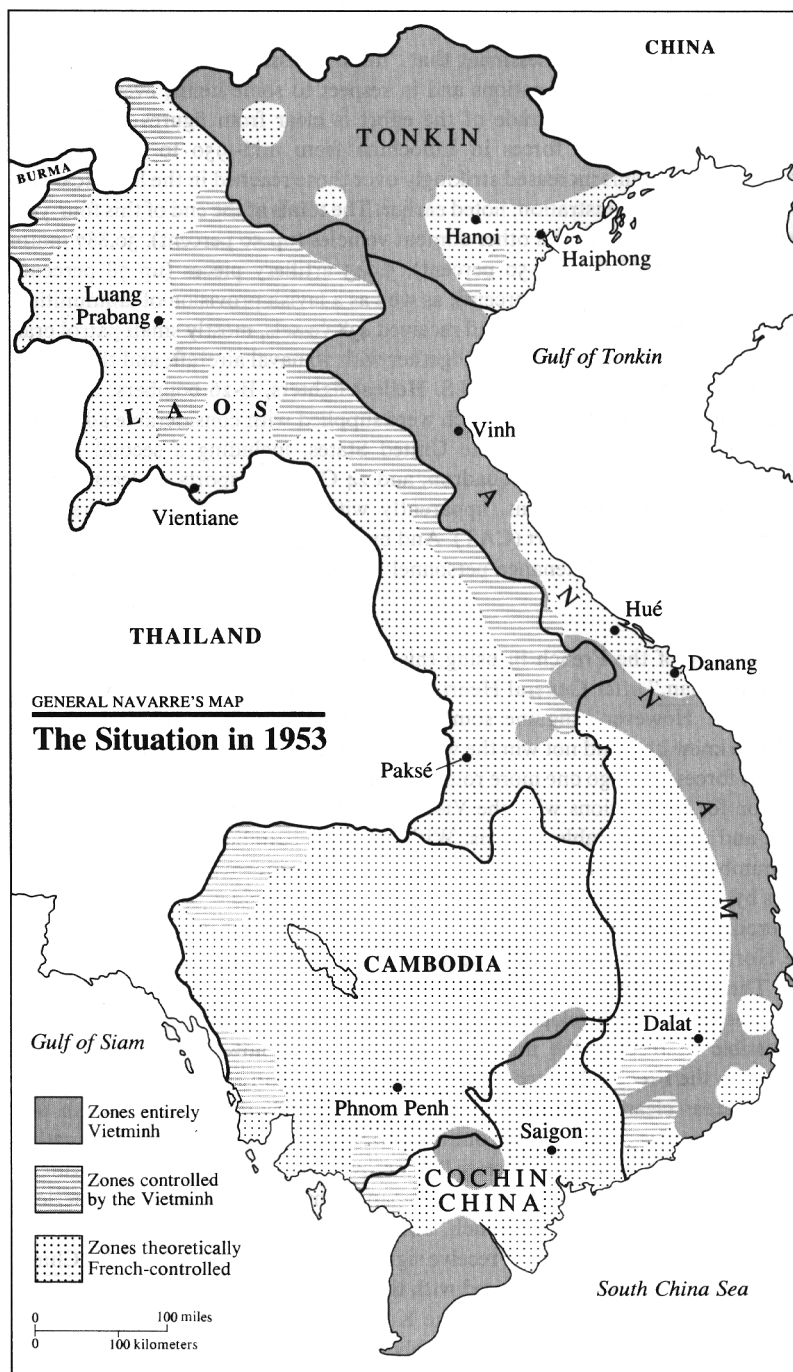 CHINA
TONKIN
BURMA
Hanoi
Haiphong
Luang
Prabang
Gulf of Tonkin
LAOS
Vinh
Vientiane
ANNAM
Hué
THAILAND
Danang
GENERAL NAVARRE'S MAP
The Situation in 1953
Paksé
CAMBODIA
Gulf of Siam
Dalat
Phnom Penh
Saigon
COCHIN
CHINA
Zones entirely
Vietminh
Zones controlled
by the Vietminh
Zones theoretically
French-controlled
South China Sea
0 100 miles
0 100 kilometers